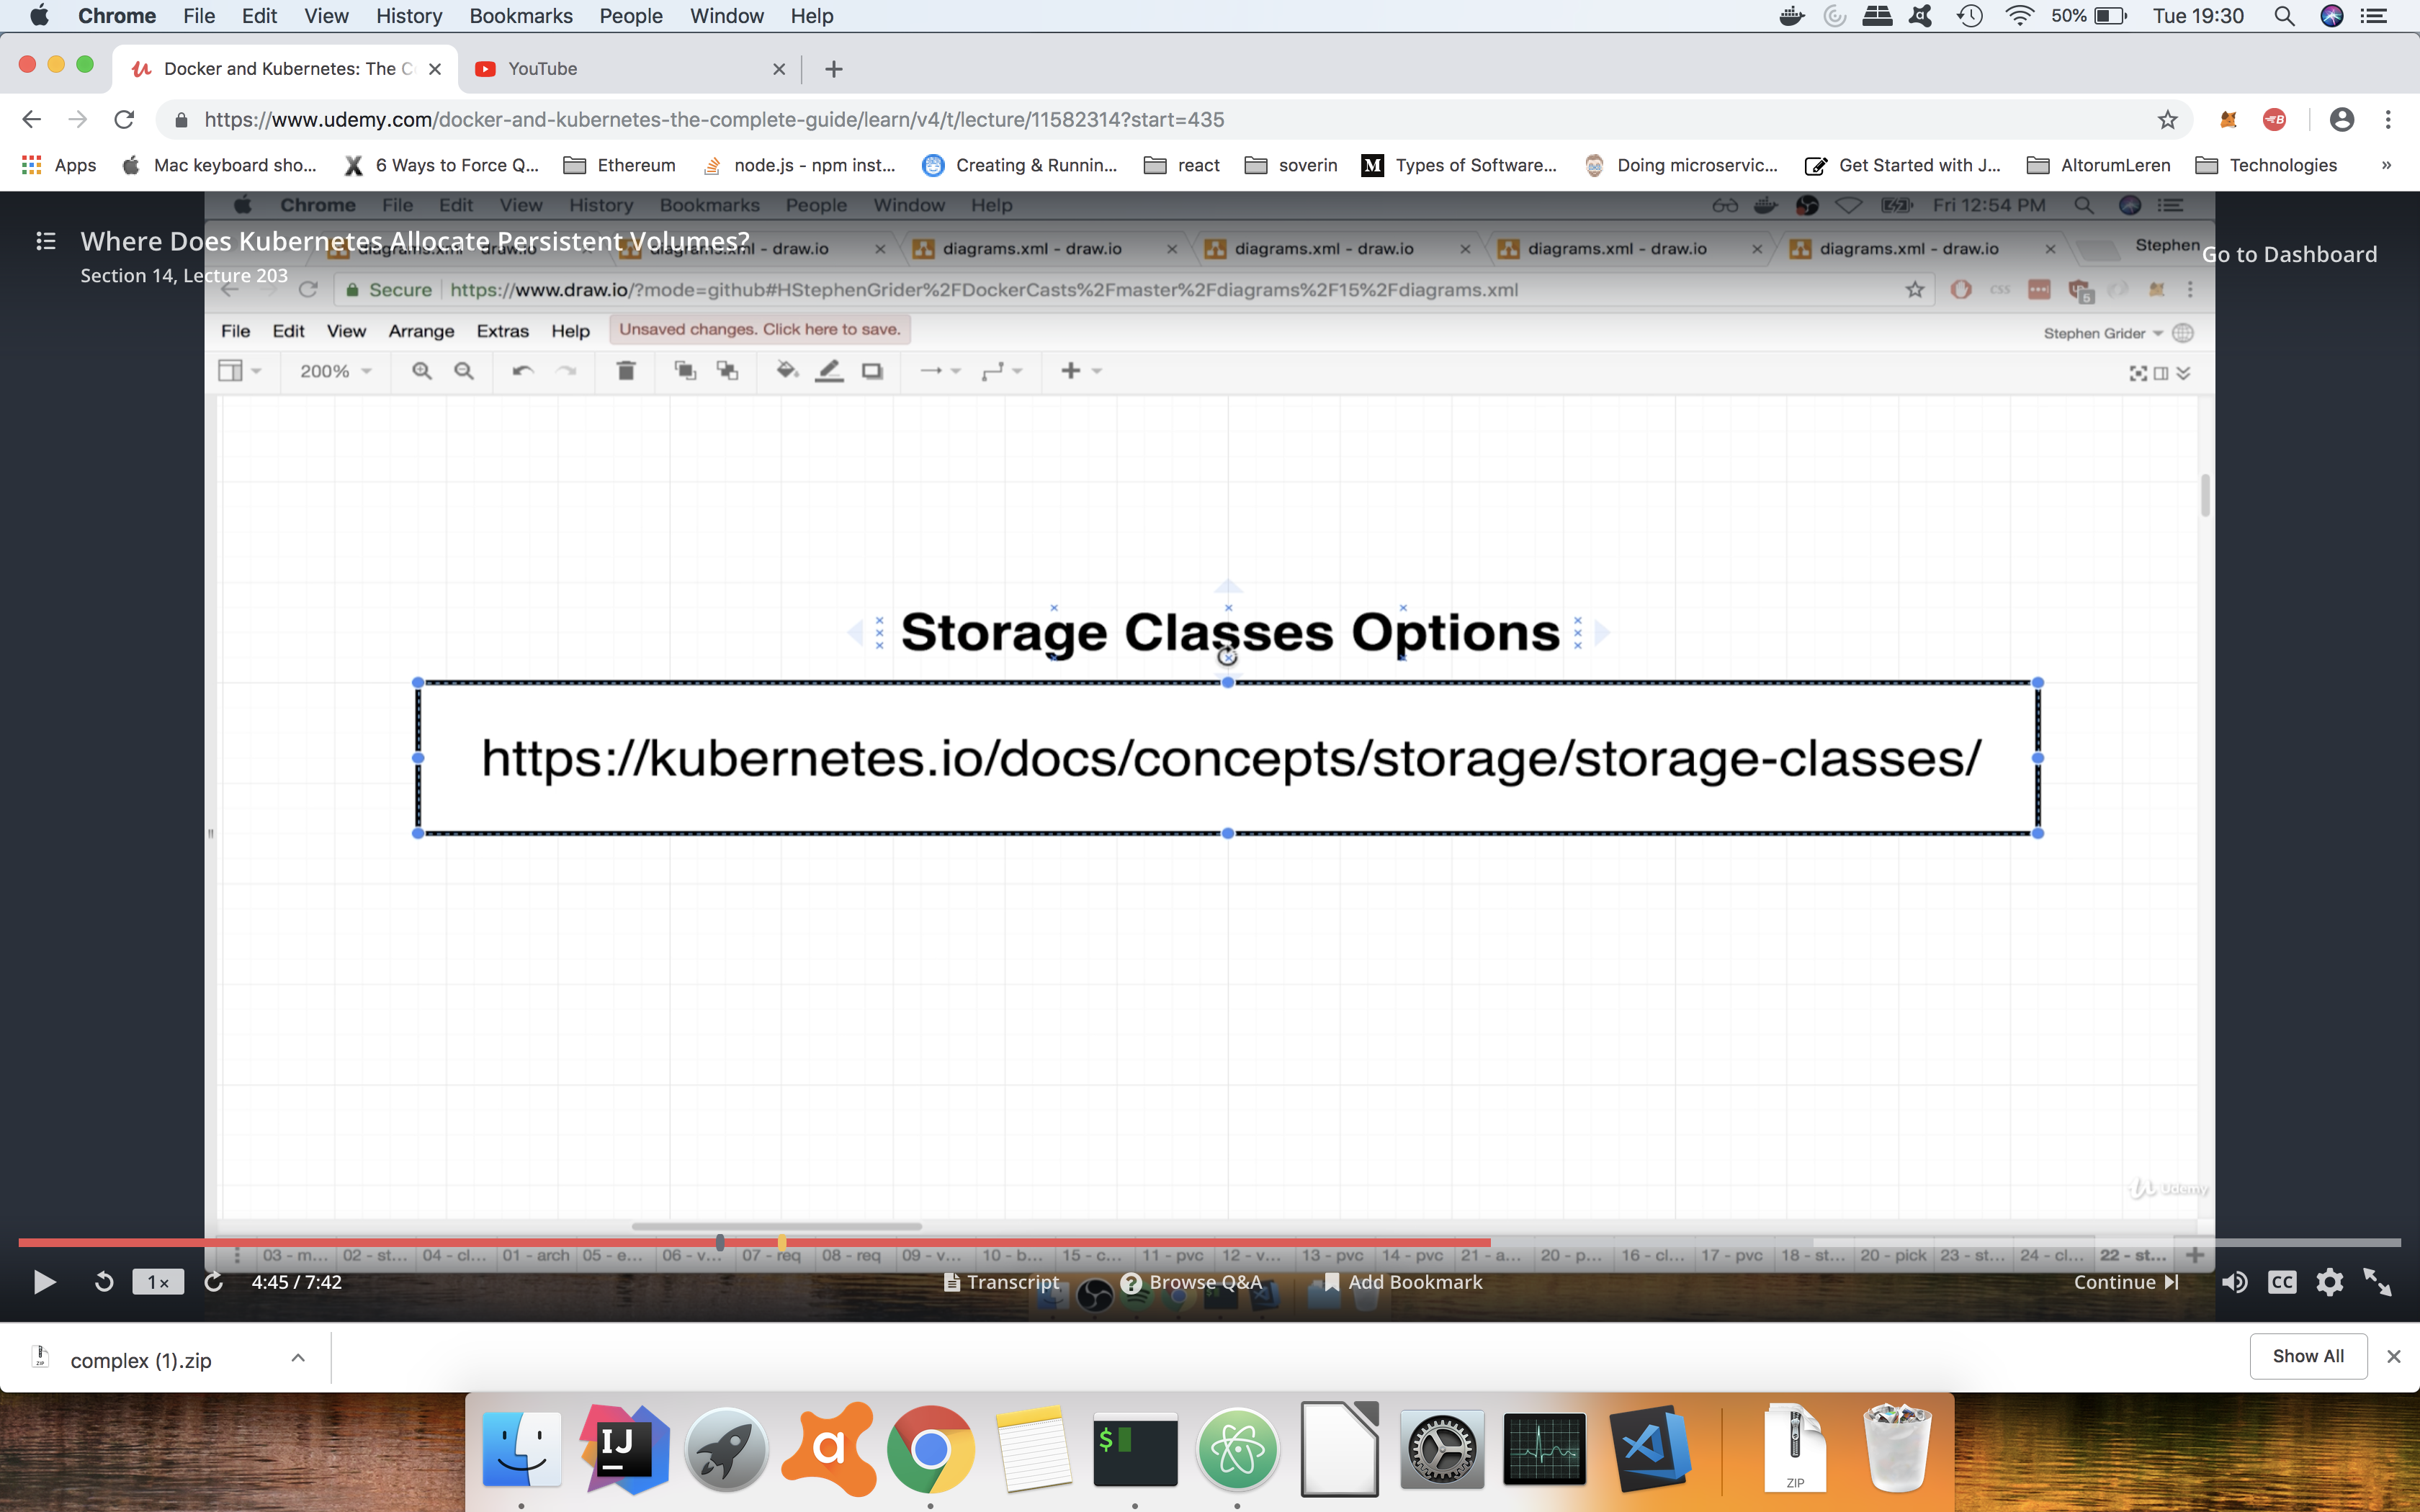 Chrome File Edit View History Bookmarks People Window Help 50% Tue 19:30
Docker and Kubernetes: The C YouTube
https://www.udemy.com/docker-and-kubernetes-the-complete-guide/learn/v4/t/lecture/11582314?start=435
Apps Mac keyboard sho... 6 Ways to Force Q... Ethereum node.js - npm inst... Creating & Runnin... react soverin Types of Software... Doing microservic... Get Started with J... AltorumLeren Technologies »
Chrome File Edit View History Bookmarks People Window Help Fri 12:54 PM
Where Does Kubernetes Allocate Persistent Volumes?
diagrams.xml - draw.io diagrams.xml - draw.io diagrams.xml - draw.io diagrams.xml - draw.io diagrams.xml - draw.io diagrams.xml - draw.io Stephen
Go to Dashboard
Section 14, Lecture 203
Secure https://www.draw.io/?mode=github#HStephenGrider%2FDockerCasts%2Fmaster%2Fdiagrams%2F15%2Fdiagrams.xml
File Edit View Arrange Extras Help Unsaved changes. Click here to save. Stephen Grider
200%
Storage Classes Options
https://kubernetes.io/docs/concepts/storage/storage-classes/
Udemy
03 - m... 02 - st... 04 - cl... 01 - arch 05 - e... 06 - v... 07 - req 08 - req 09 - v... 10 - b... 15 - c... 11 - pvc 12 - v... 13 - pvc 14 - pvc 21 - a... 20 - p... 16 - cl... 17 - pvc 18 - st... 20 - pick 23 - st... 24 - cl... 22 - st...
1x 4:45 / 7:42 Transcript Browse Q&A Add Bookmark Continue CC
complex (1).zip Show All
IJ
ZIP